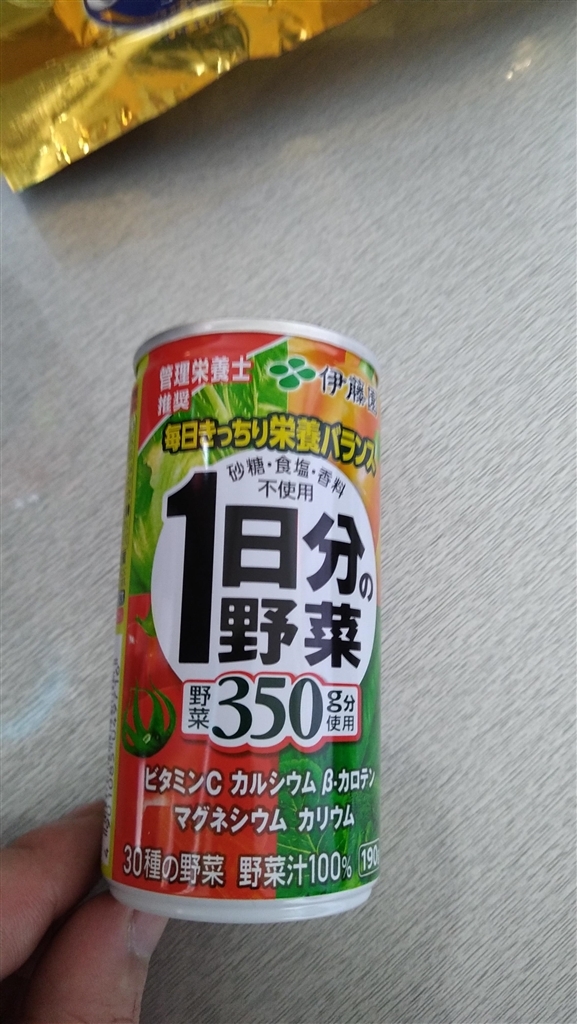 管理栄養士
推奨
伊藤園
毎日きっちり栄養バランス
砂糖・食塩・香料
不使用
1日分の
野菜
野菜350g分使用
ビタミンC カルシウム β-カロテン
マグネシウム カリウム
30種の野菜 野菜汁100% 190g